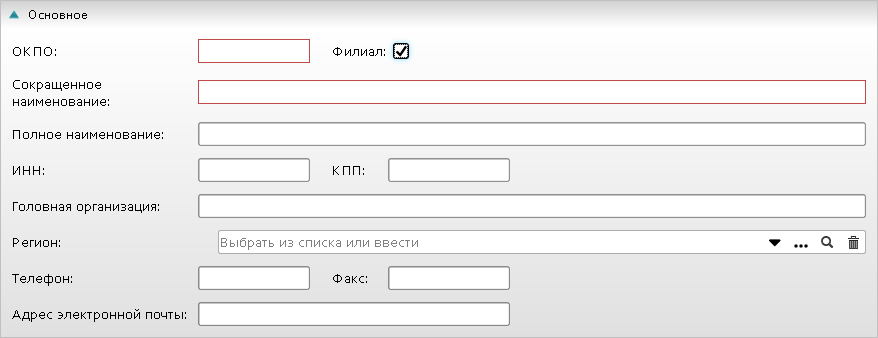 Основное
ОКПО: Филиал:
Сокращенное
наименование:
Полное наименование:
ИНН: КПП:
Головная организация:
Регион: Выбрать из списка или ввести
Телефон: Факс:
Адрес электронной почты: